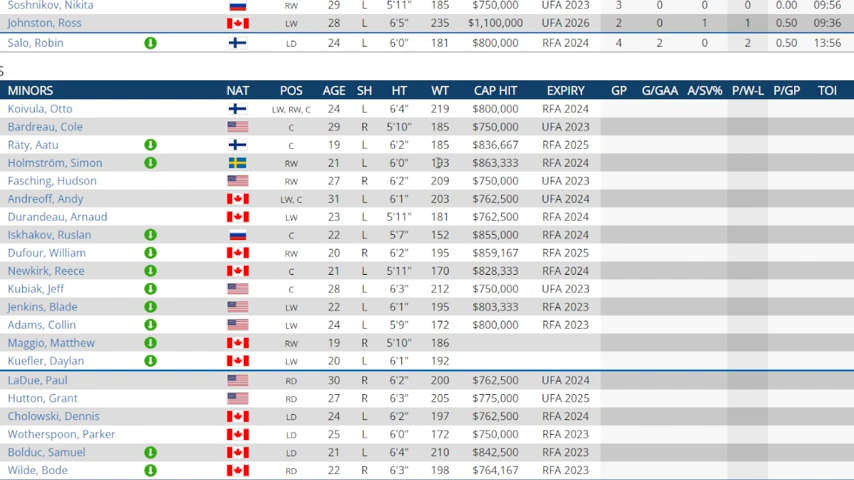 Soshnikov, Nikita RW 29 L 5'11" 185 $750,000 UFA 2023 3 0 0 0 0.00 09:56
Johnston, Ross LW 28 L 6'5" 235 $1,100,000 UFA 2026 2 0 1 1 0.50 09:36
Salo, Robin LD 24 L 6'0" 181 $800,000 RFA 2024 4 2 0 2 0.50 13:56
S
MINORS NAT POS AGE SH HT WT CAP HIT EXPIRY GP G/GAA A/SV% P/W-L P/GP TOI
Koivula, Otto LW, RW, C 24 L 6'4" 219 $800,000 RFA 2024
Bardreau, Cole C 29 R 5'10" 185 $750,000 UFA 2023
Räty, Aatu C 19 L 6'2" 185 $836,667 RFA 2025
Holmström, Simon RW 21 L 6'0" 193 $863,333 RFA 2024
Fasching, Hudson RW 27 R 6'2" 209 $750,000 UFA 2023
Andreoff, Andy LW, C 31 L 6'1" 203 $762,500 UFA 2024
Durandeau, Arnaud LW 23 L 5'11" 181 $762,500 RFA 2024
Iskhakov, Ruslan C 22 L 5'7" 152 $855,000 RFA 2024
Dufour, William RW 20 R 6'2" 195 $859,167 RFA 2025
Newkirk, Reece C 21 L 5'11" 170 $828,333 RFA 2024
Kubiak, Jeff C 28 L 6'3" 212 $750,000 UFA 2023
Jenkins, Blade LW 22 L 6'1" 195 $803,333 RFA 2023
Adams, Collin LW 24 L 5'9" 172 $800,000 RFA 2023
Maggio, Matthew RW 19 R 5'10" 186
Kuefler, Daylan LW 20 L 6'1" 192
LaDue, Paul RD 30 R 6'2" 200 $762,500 UFA 2024
Hutton, Grant RD 27 R 6'3" 205 $775,000 UFA 2025
Cholowski, Dennis LD 24 L 6'2" 197 $762,500 RFA 2024
Wotherspoon, Parker LD 25 L 6'0" 172 $750,000 RFA 2023
Bolduc, Samuel LD 21 L 6'4" 210 $842,500 RFA 2023
Wilde, Bode RD 22 R 6'3" 198 $764,167 RFA 2023